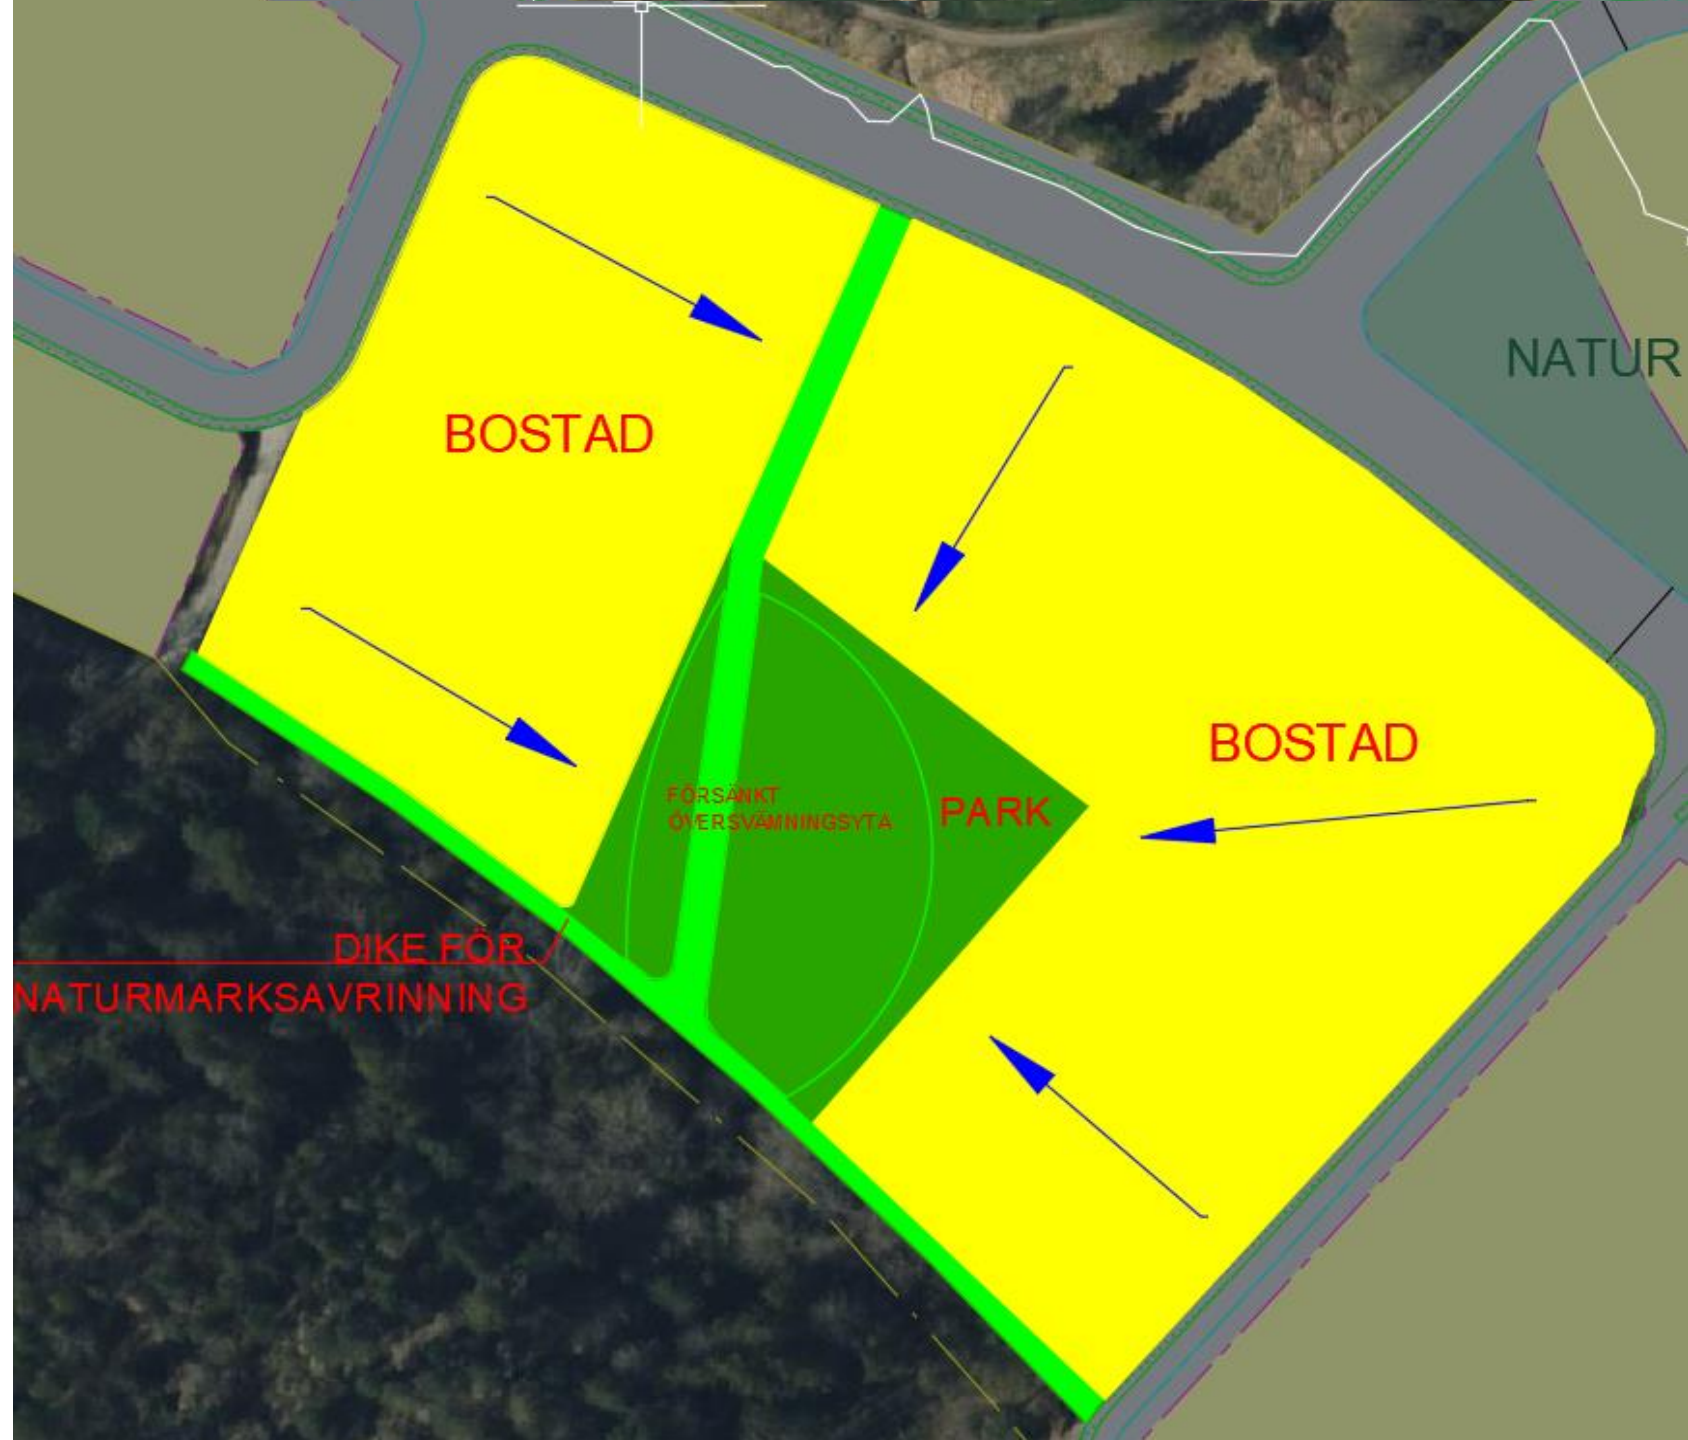 NATUR
BOSTAD
BOSTAD
FÖRSÄNKT
ÖVERSVÄMNINGSYTA
PARK
DIKE FÖR
NATURMARKSAVRINNING